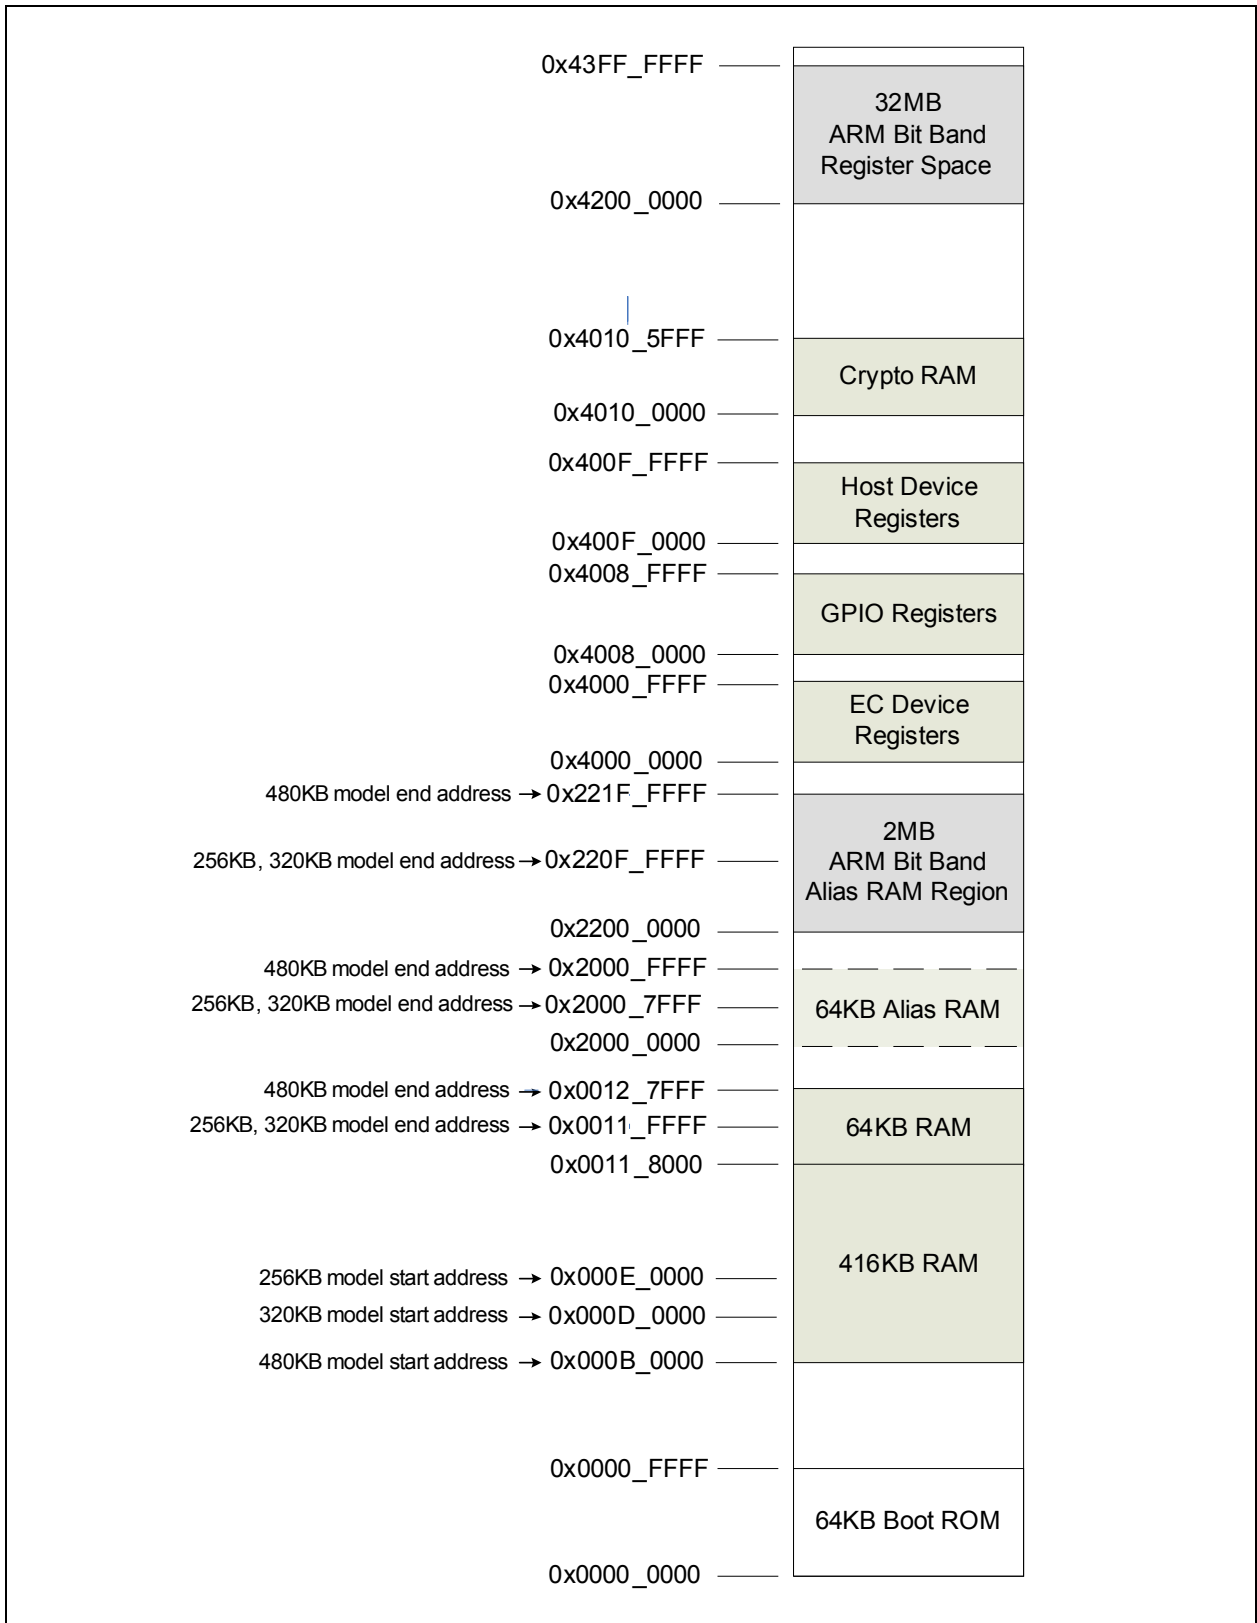 0x43FF_FFFF
32MB
ARM Bit Band
Register Space
0x4200_0000
0x4010_5FFF
Crypto RAM
0x4010_0000
0x400F_FFFF
Host Device
Registers
0x400F_0000
0x4008_FFFF
GPIO Registers
0x4008_0000
0x4000_FFFF
EC Device
Registers
0x4000_0000
480KB model end address → 0x221F_FFFF
2MB
ARM Bit Band
Alias RAM Region
256KB, 320KB model end address → 0x220F_FFFF
0x2200_0000
480KB model end address → 0x2000_FFFF
256KB, 320KB model end address → 0x2000_7FFF
64KB Alias RAM
0x2000_0000
480KB model end address → 0x0012_7FFF
256KB, 320KB model end address → 0x0011_FFFF
64KB RAM
0x0011_8000
416KB RAM
256KB model start address → 0x000E_0000
320KB model start address → 0x000D_0000
480KB model start address → 0x000B_0000
0x0000_FFFF
64KB Boot ROM
0x0000_0000